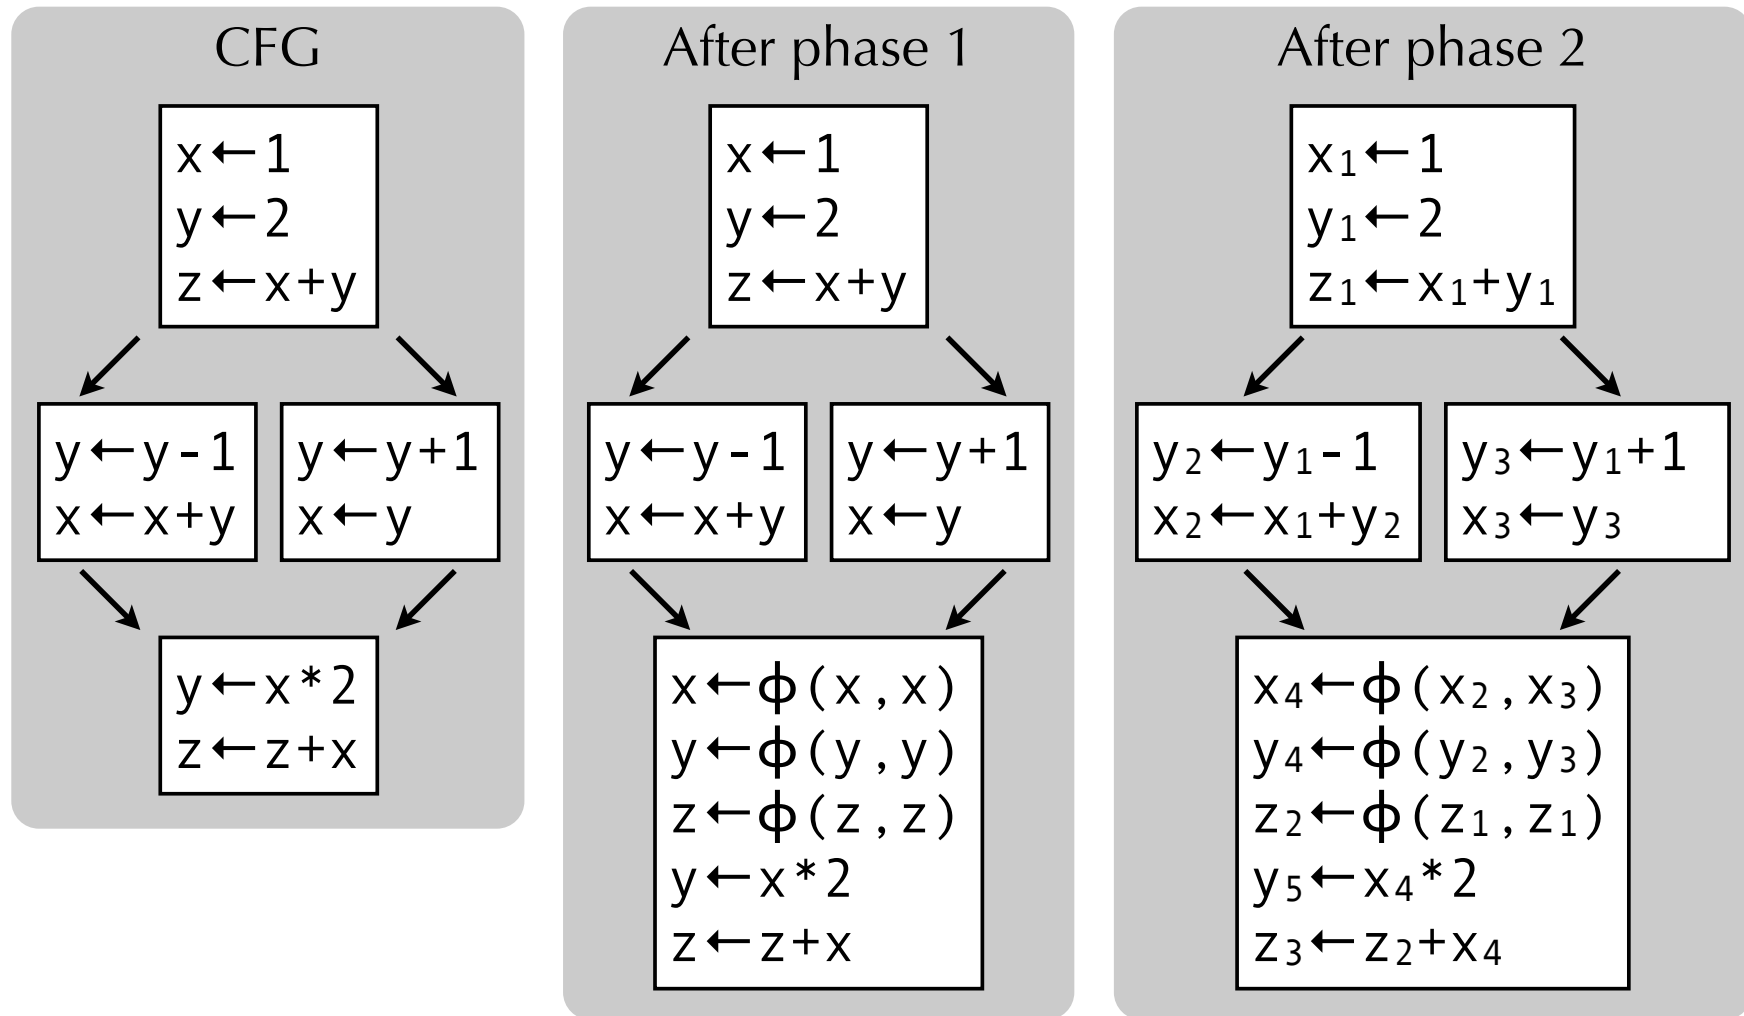 CFG
x←1
y←2
z←x+y
y←y-1
x←x+y
y←y+1
x←y
y←x*2
z←z+x
After phase 1
x←1
y←2
z←x+y
y←y-1
x←x+y
y←y+1
x←y
x←ϕ(x,x)
y←ϕ(y,y)
z←ϕ(z,z)
y←x*2
z←z+x
After phase 2
x₁←1
y₁←2
z₁←x₁+y₁
y₂←y₁-1
x₂←x₁+y₂
y₃←y₁+1
x₃←y₃
x₄←ϕ(x₂,x₃)
y₄←ϕ(y₂,y₃)
z₂←ϕ(z₁,z₁)
y₅←x₄*2
z₃←z₂+x₄